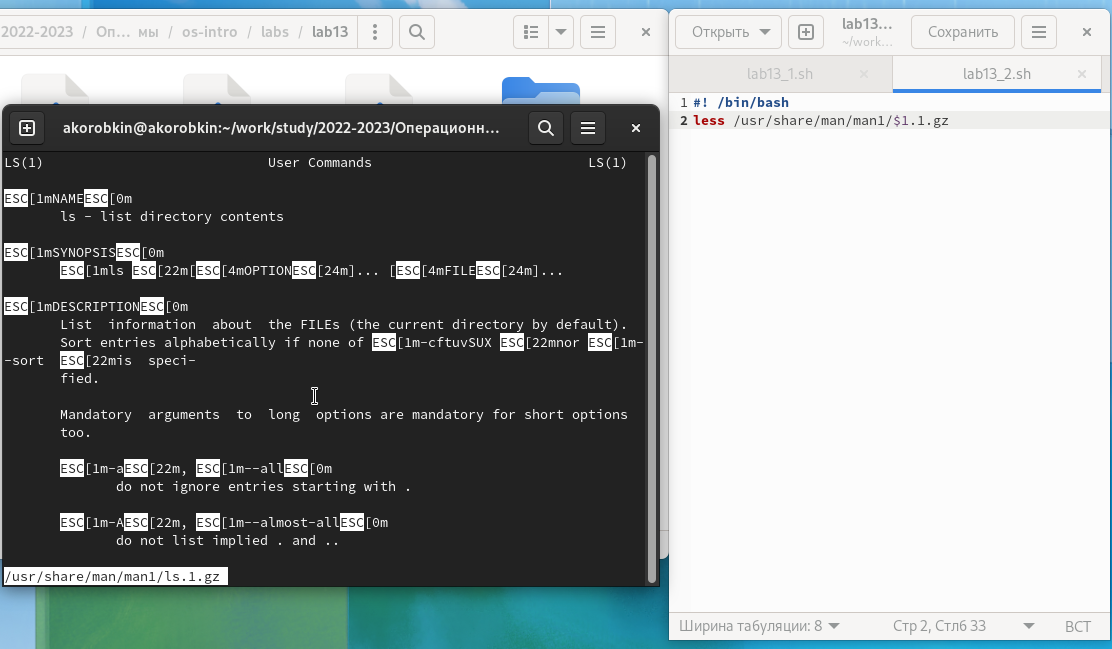 2022-2023 / Оп... мы / os-intro / labs / lab13
akorobkin@akorobkin:~/work/study/2022-2023/Операционн...
LS(1) User Commands LS(1)
ESC[1mNAMEESC[0m
ls - list directory contents
ESC[1mSYNOPSISESC[0m
ESC[1mls ESC[22m[ESC[4mOPTIONESC[24m]... [ESC[4mFILEESC[24m]...
ESC[1mDESCRIPTIONESC[0m
List information about the FILEs (the current directory by default).
Sort entries alphabetically if none of ESC[1m-cftuvSUX ESC[22mnor ESC[1m-
-sort ESC[22mis speci-
fied.
Mandatory arguments to long options are mandatory for short options
too.
ESC[1m-aESC[22m, ESC[1m--allESC[0m
do not ignore entries starting with .
ESC[1m-AESC[22m, ESC[1m--almost-allESC[0m
do not list implied . and ..
/usr/share/man/man1/ls.1.gz
Открыть
lab13...
~/work...
Сохранить
lab13_1.sh
lab13_2.sh
1 #! /bin/bash
2 less /usr/share/man/man1/$1.1.gz
Ширина табуляции: 8 Стр 2, Стлб 33 ВСТ